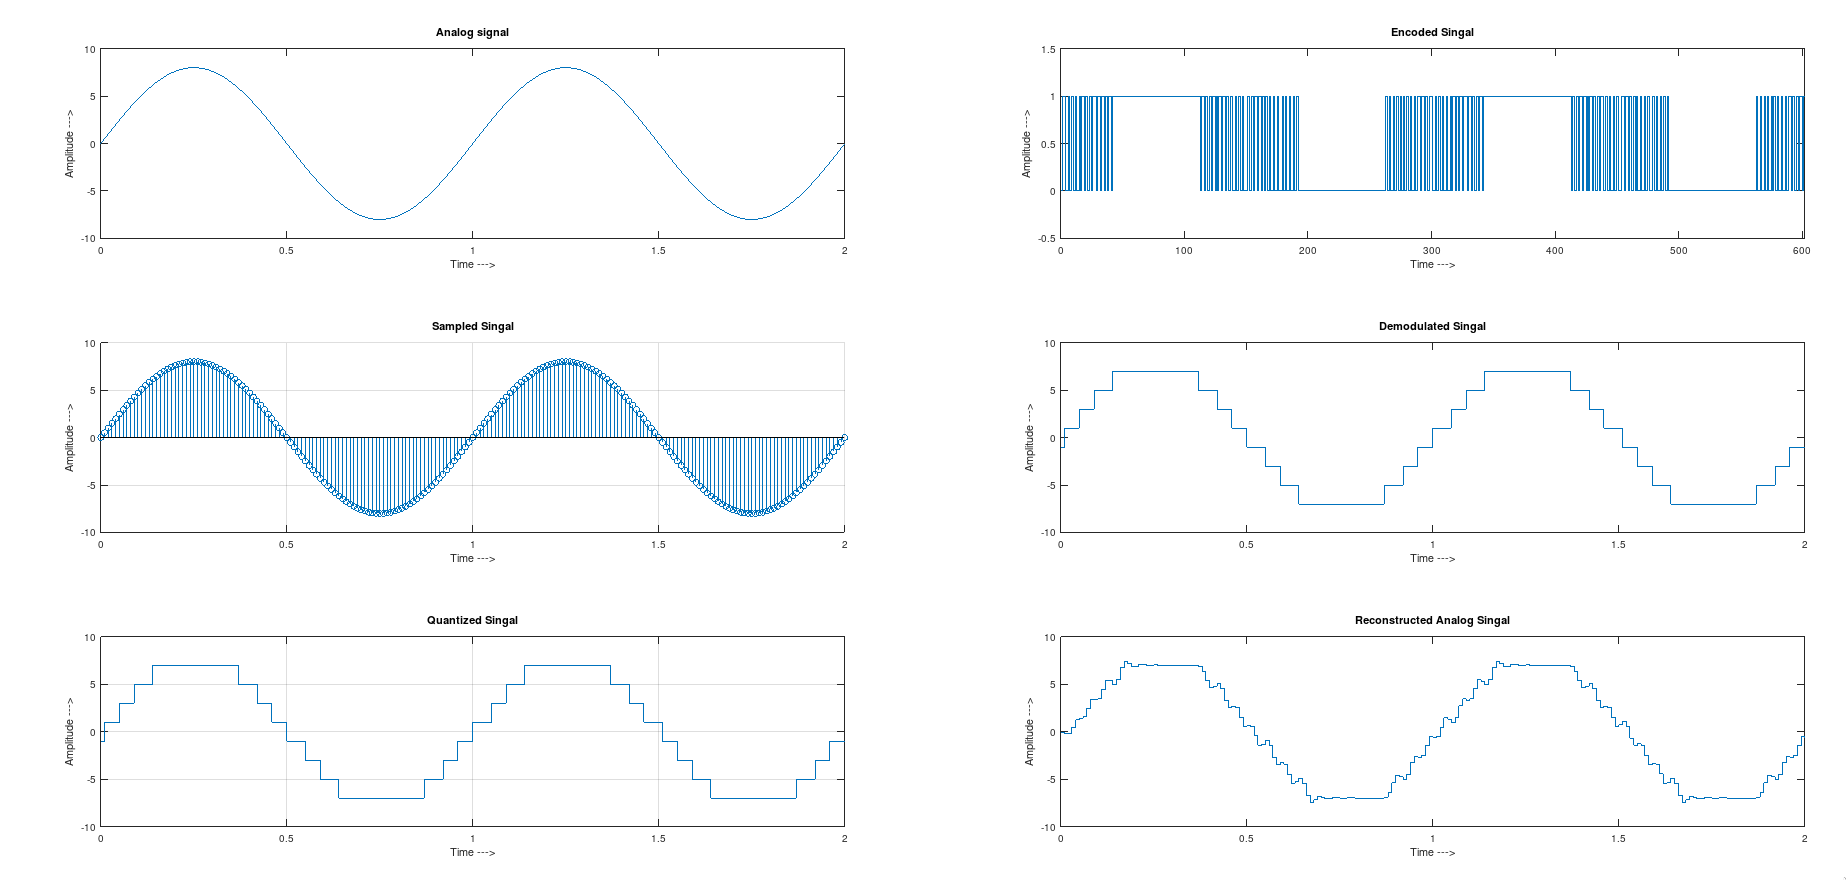 Analog signal
10
5
0
-5
-10
Amplitude --->
0 0.5 1 1.5 2
Time --->
Encoded Singal
1.5
1
0.5
0
-0.5
Amplitude --->
0 100 200 300 400 500 600
Time --->
Sampled Singal
10
5
0
-5
-10
Amplitude --->
0 0.5 1 1.5 2
Time --->
Demodulated Singal
10
5
0
-5
-10
Amplitude --->
0 0.5 1 1.5 2
Time --->
Quantized Singal
10
5
0
-5
-10
Amplitude --->
0 0.5 1 1.5 2
Time --->
Reconstructed Analog Singal
10
5
0
-5
-10
Amplitude --->
0 0.5 1 1.5 2
Time --->